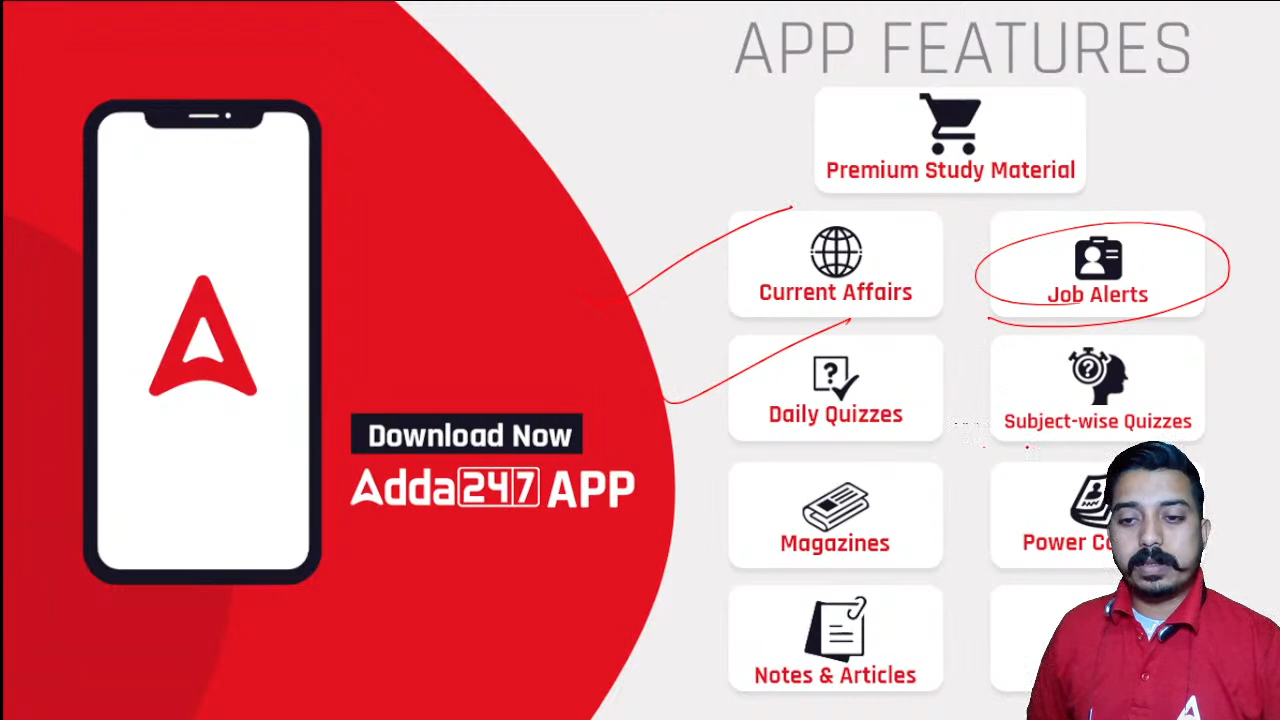 APP FEATURES
Premium Study Material
Current Affairs
Job Alerts
Daily Quizzes
Subject-wise Quizzes
Download Now
Adda247 APP
Magazines
Power
Notes & Articles